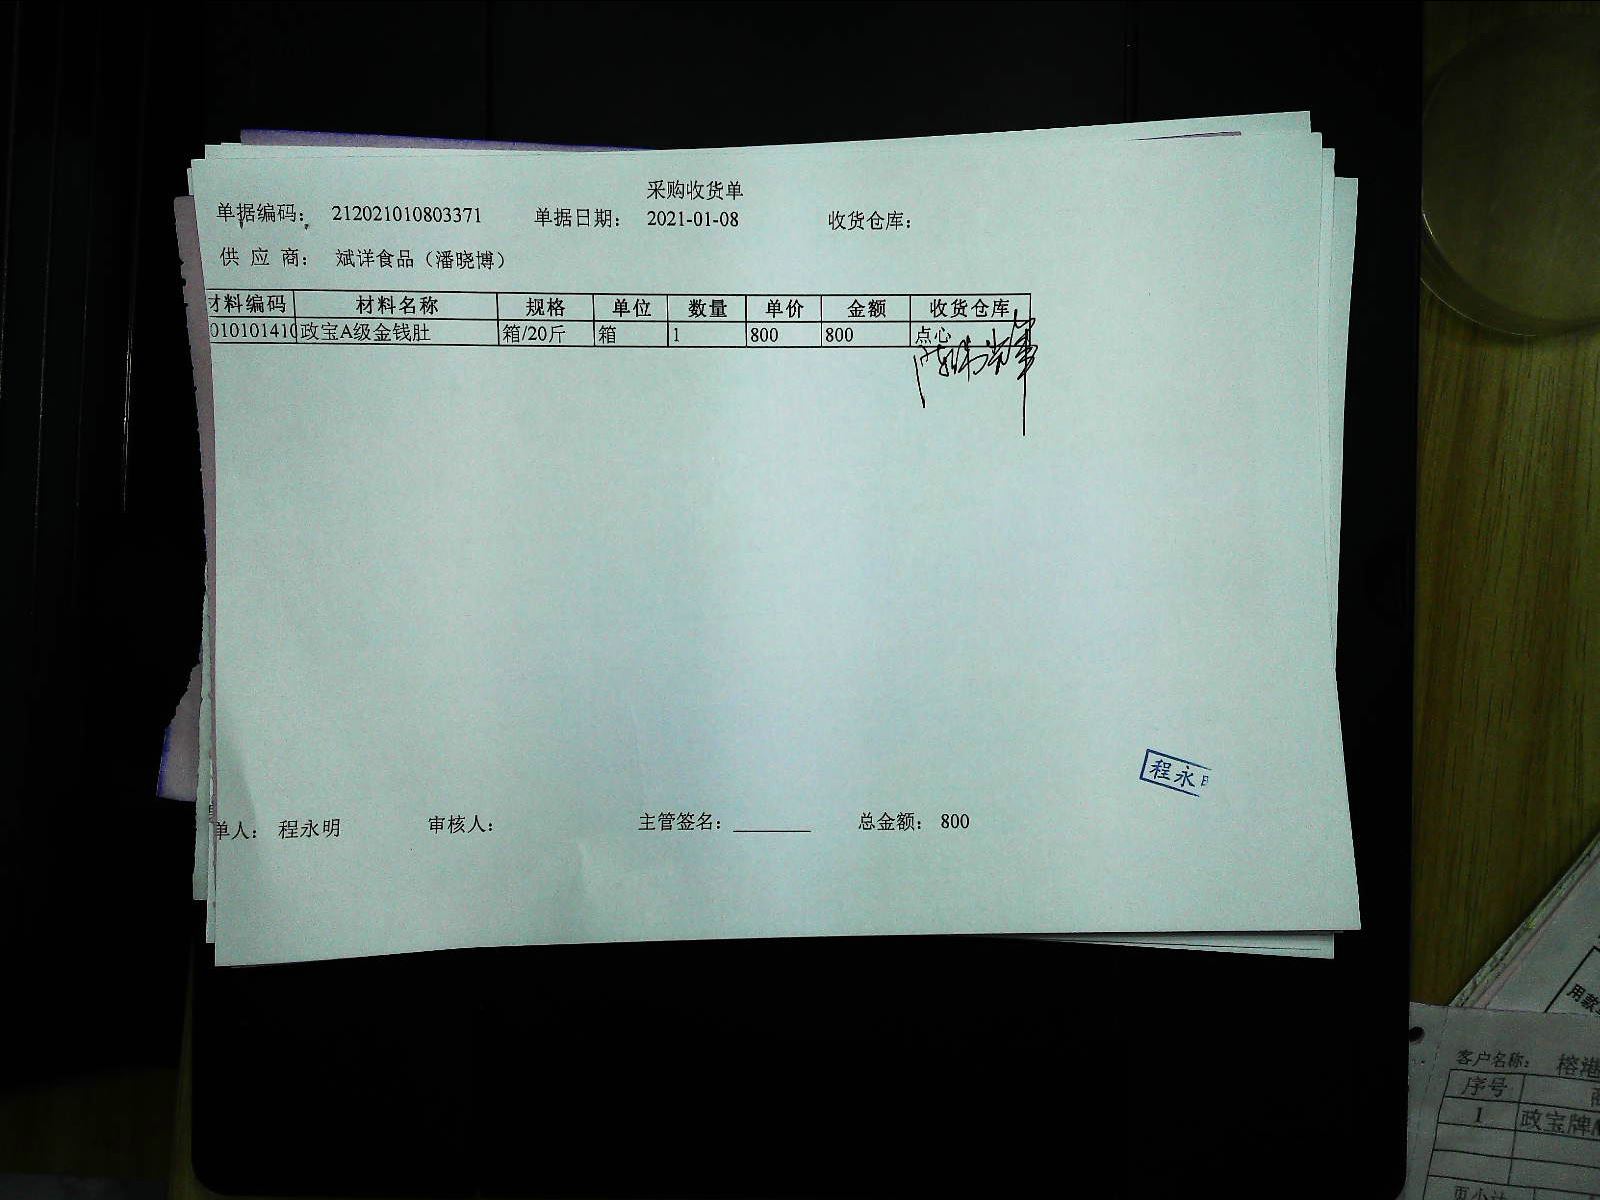 采购收货单
单据编码： 212021010803371 单据日期： 2021-01-08 收货仓库：
供 应 商： 斌洋食品（潘晓博）
材料编码 材料名称 规格 单位 数量 单价 金额 收货仓库
010101410 政宝A级金钱肚 箱/20斤 箱 1 800 800 点心
程永
单人： 程永明 审核人： 主管签名： 总金额： 800
用款
客户名称： 榕港
序号
1 政宝牌